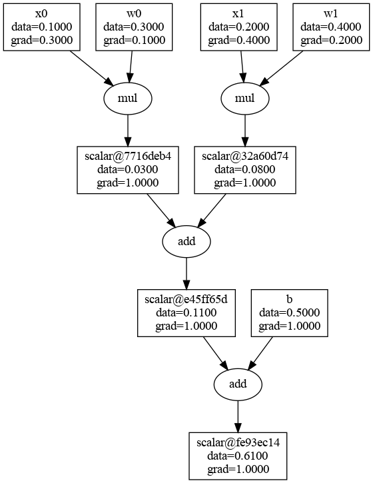 x0
data=0.1000
grad=0.3000
w0
data=0.3000
grad=0.1000
x1
data=0.2000
grad=0.4000
w1
data=0.4000
grad=0.2000
mul
mul
scalar@7716deb4
data=0.0300
grad=1.0000
scalar@32a60d74
data=0.0800
grad=1.0000
add
scalar@e45ff65d
data=0.1100
grad=1.0000
b
data=0.5000
grad=1.0000
add
scalar@fe93ec14
data=0.6100
grad=1.0000